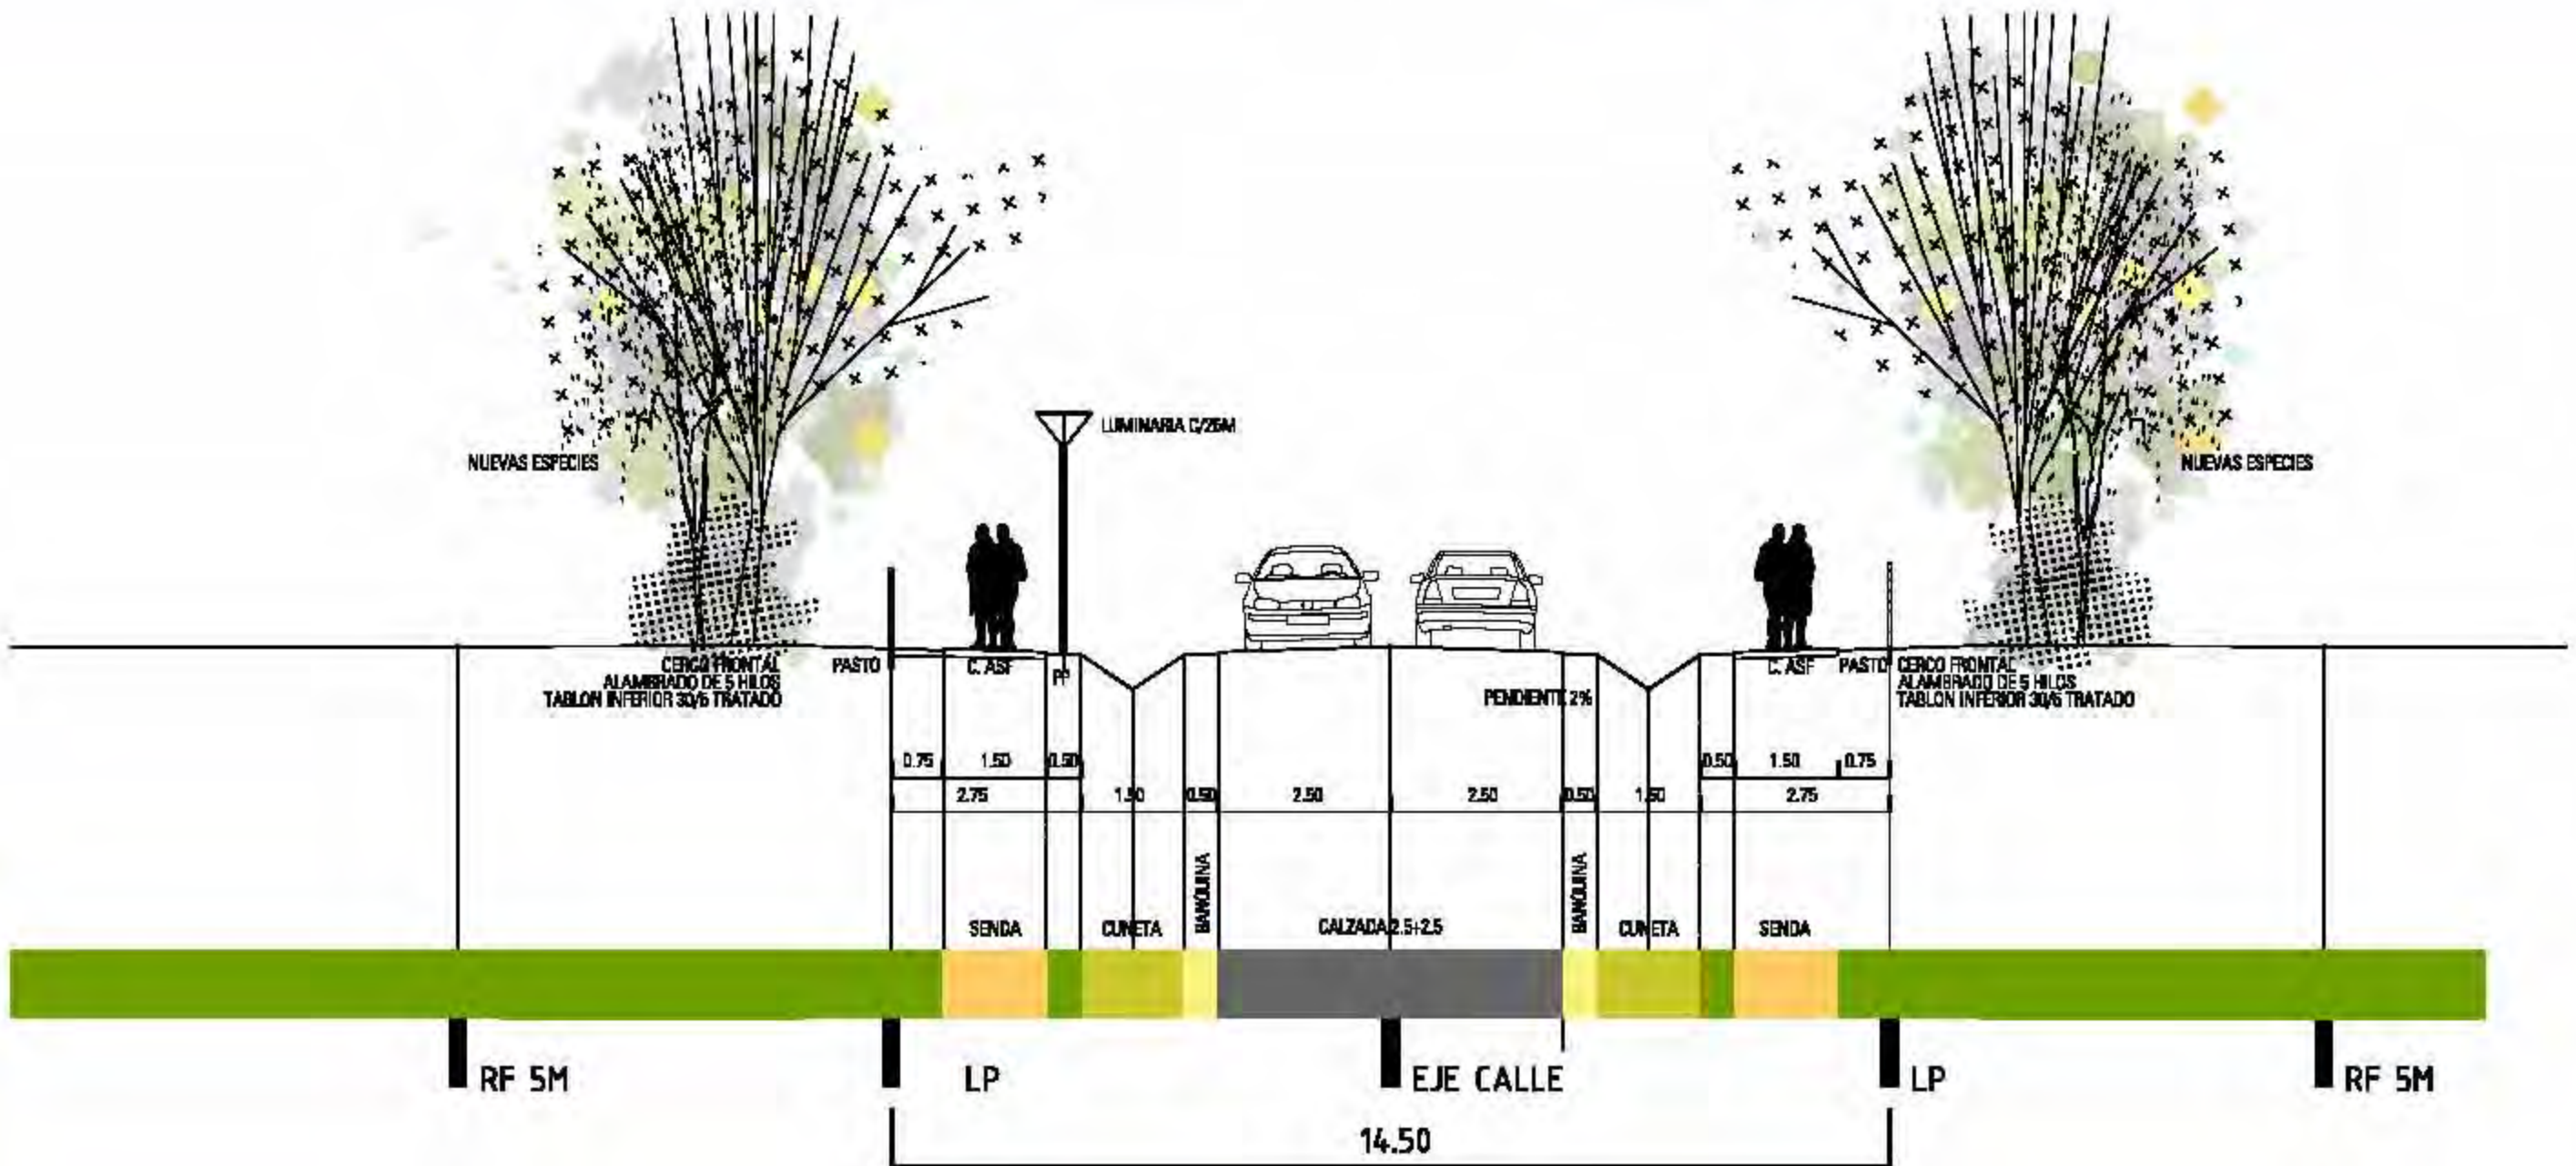 LUMINARIA C/25M
NUEVAS ESPECIES
NUEVAS ESPECIES
CERCO FRONTAL
ALAMBRADO DE 5 HILOS
TABLON INFERIOR 30/5 TRATADO
PASTO
C. ASF
PP
PENDIENTE 2%
C. ASF
PASTO
CERCO FRONTAL
ALAMBRADO DE 5 HILOS
TABLON INFERIOR 30/5 TRATADO
0.75 1.50 0.50 0.50 1.50 0.75
2.75 1.50 0.50 2.50 2.50 0.50 1.50 2.75
SENDA
CUNETA
BANQUINA
CALZADA 2.5+2.5
BANQUINA
CUNETA
SENDA
RF 5M
LP
EJE CALLE
LP
RF 5M
14.50